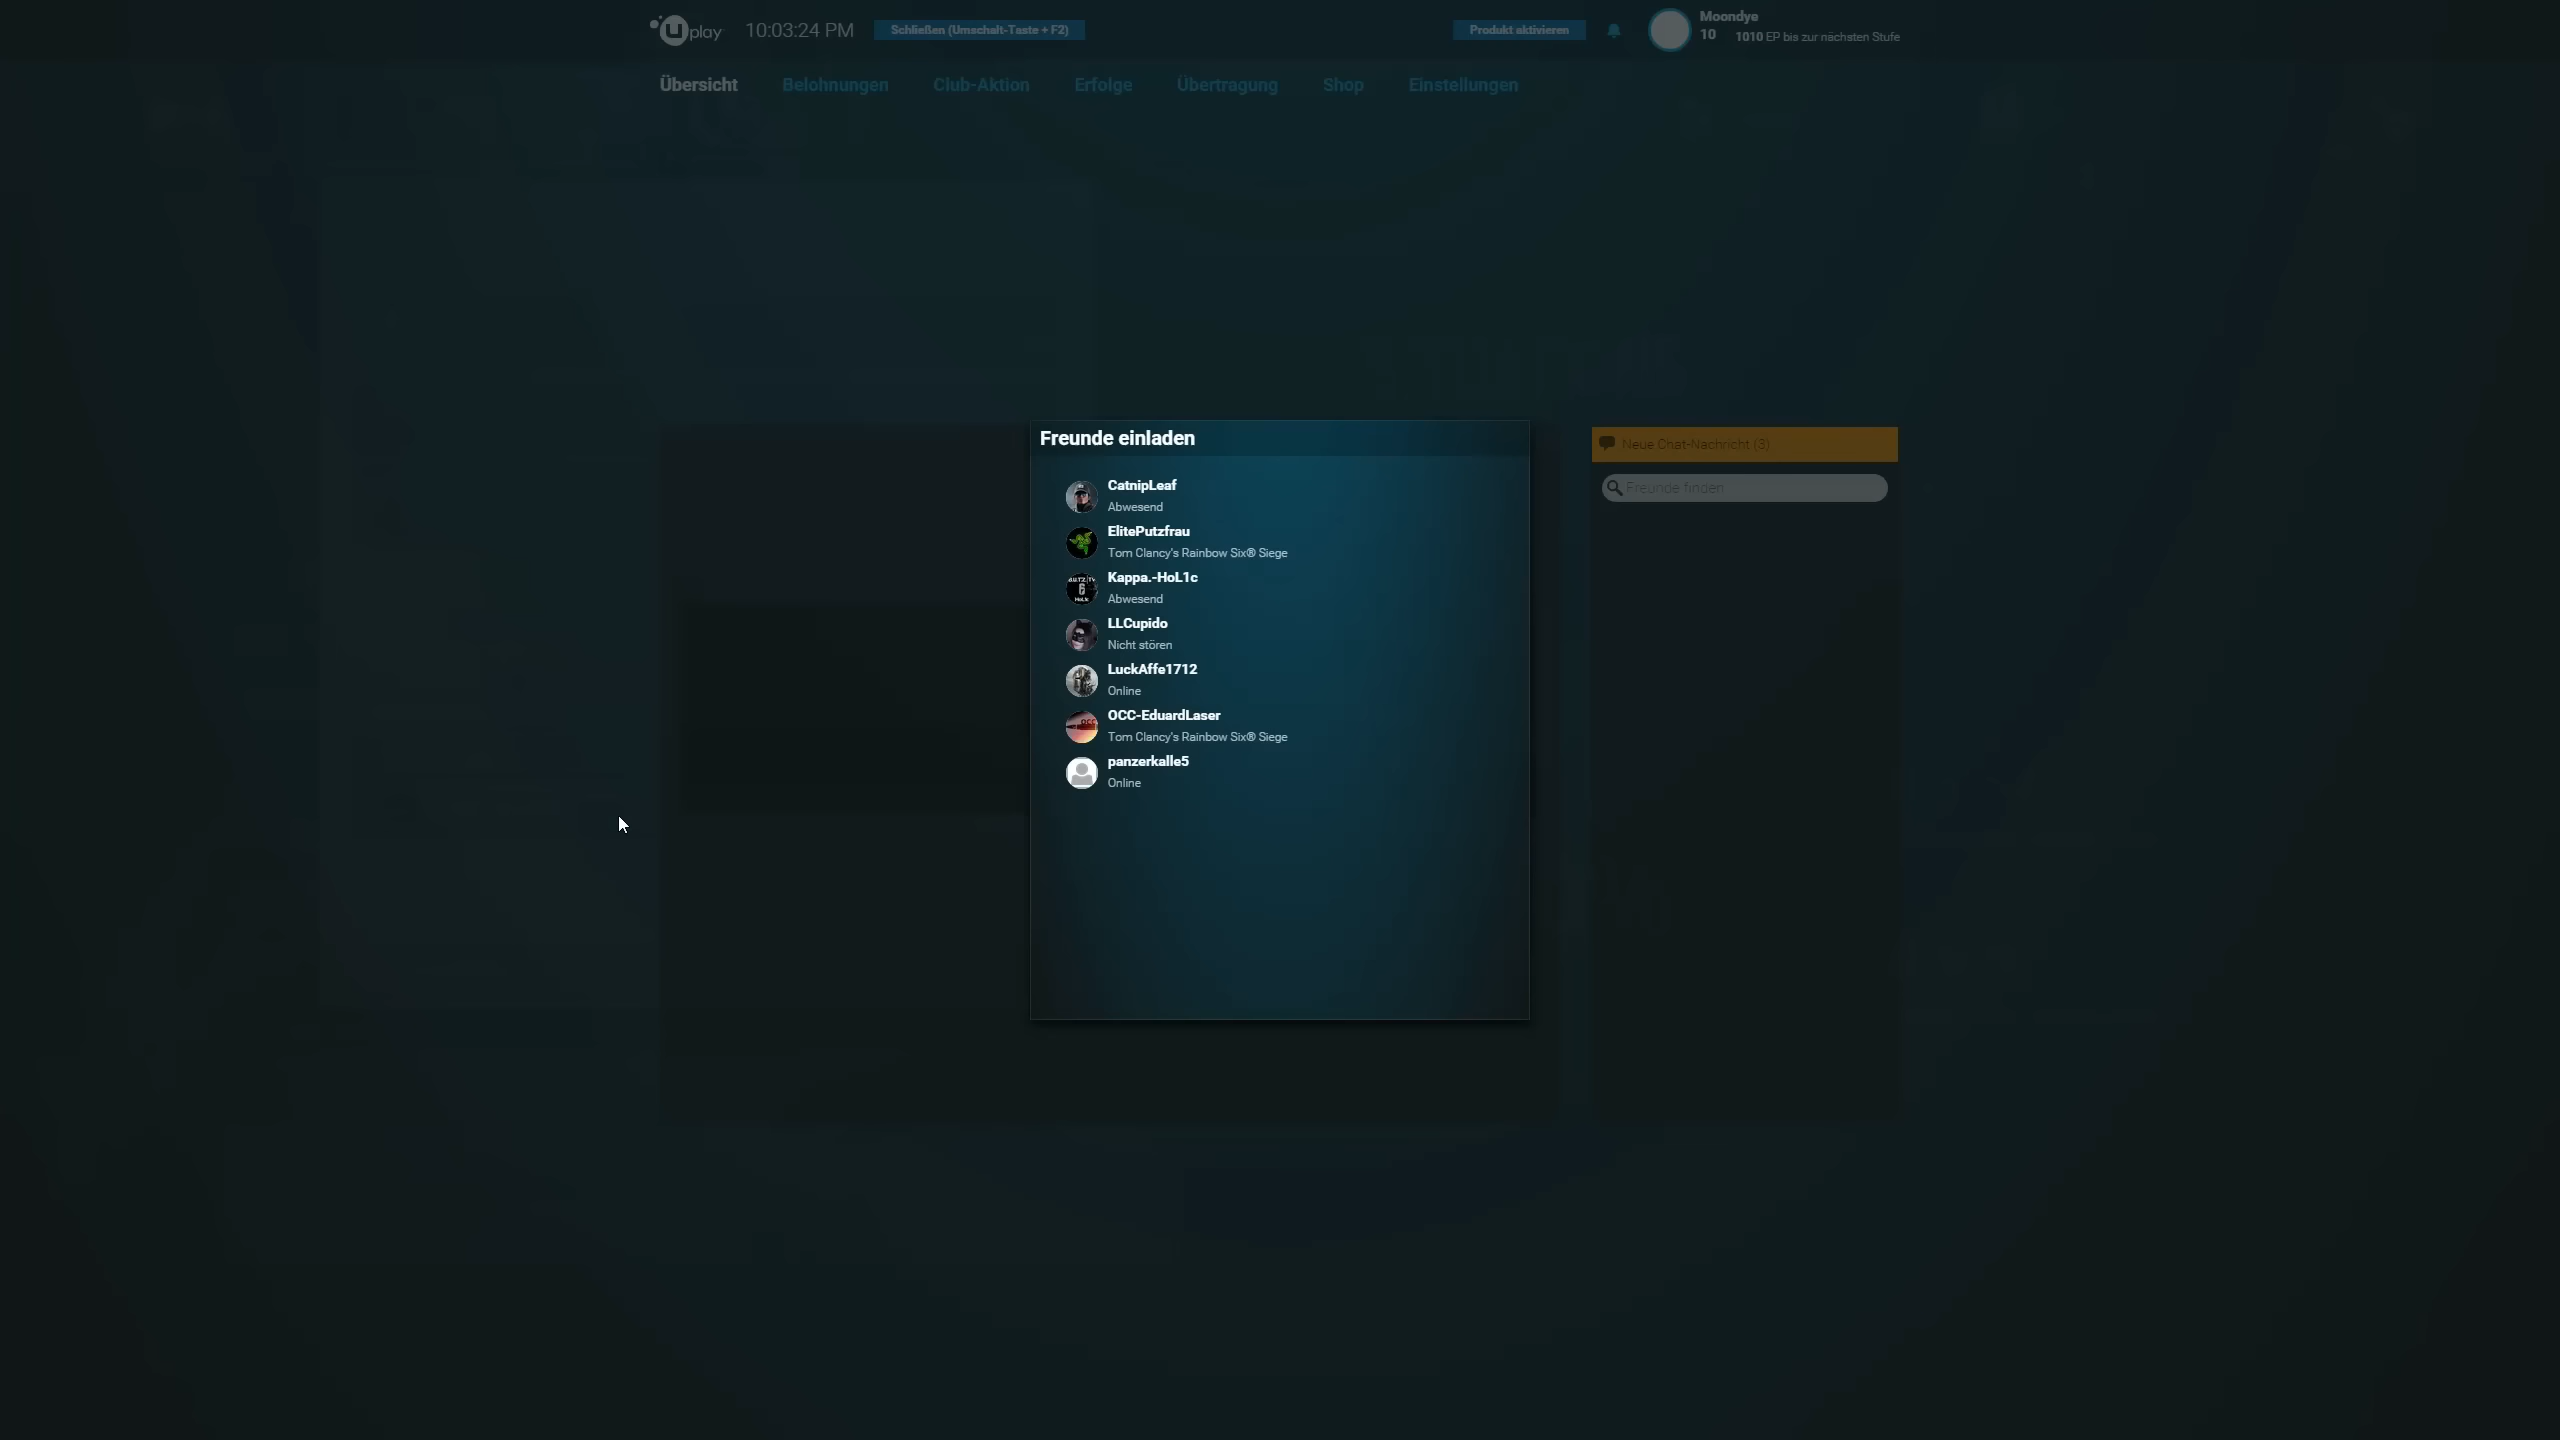 Uplay 10:03:24 PM Schließen (Umschalt-Taste + F2) Produkt aktivieren Moondye
10 1010 EP bis zur nächsten Stufe
Übersicht Belohnungen Club-Aktion Erfolge Übertragung Shop Einstellungen
Freunde einladen
Neue Chat-Nachricht (3)
Freunde finden
CatnipLeaf
Abwesend
ElitePutzfrau
Tom Clancy's Rainbow Six® Siege
Kappa.-HoL1c
Abwesend
LLCupido
Nicht stören
LuckAffe1712
Online
OCC-EduardLaser
Tom Clancy's Rainbow Six® Siege
panzerkalle5
Online